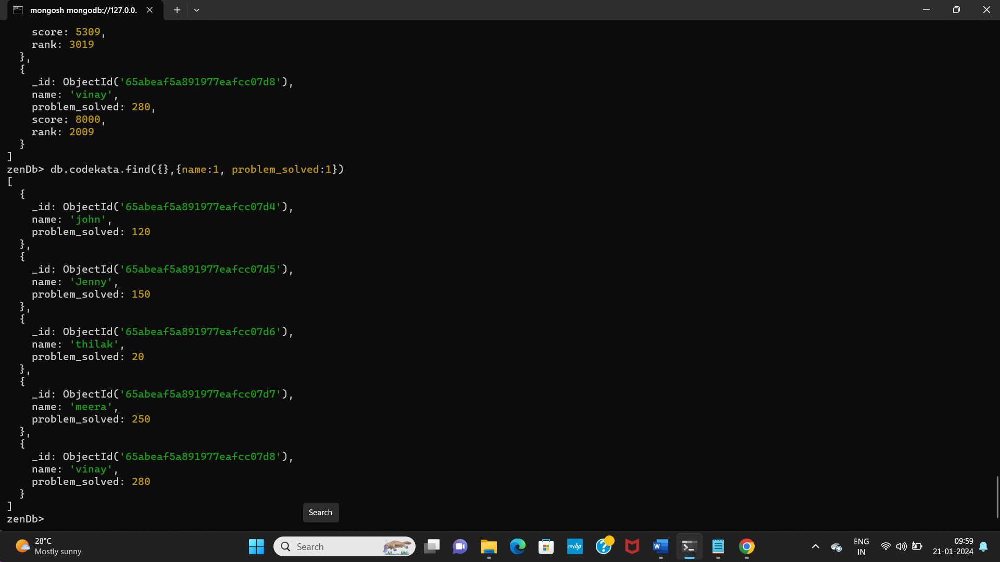 mongosh mongodb://127.0.0.
    score: 5309,
    rank: 3019
  },
  {
    _id: ObjectId('65abeaf5a891977eafcc07d8'),
    name: 'vinay',
    problem_solved: 280,
    score: 8000,
    rank: 2009
  }
]
zenDb> db.codekata.find({},{name:1, problem_solved:1})
[
  {
    _id: ObjectId('65abeaf5a891977eafcc07d4'),
    name: 'john',
    problem_solved: 120
  },
  {
    _id: ObjectId('65abeaf5a891977eafcc07d5'),
    name: 'Jenny',
    problem_solved: 150
  },
  {
    _id: ObjectId('65abeaf5a891977eafcc07d6'),
    name: 'thilak',
    problem_solved: 20
  },
  {
    _id: ObjectId('65abeaf5a891977eafcc07d7'),
    name: 'meera',
    problem_solved: 250
  },
  {
    _id: ObjectId('65abeaf5a891977eafcc07d8'),
    name: 'vinay',
    problem_solved: 280
  }
]
zenDb>
Search
28°C
Mostly sunny
Search
myhp
W
ENG
IN
09:59
21-01-2024